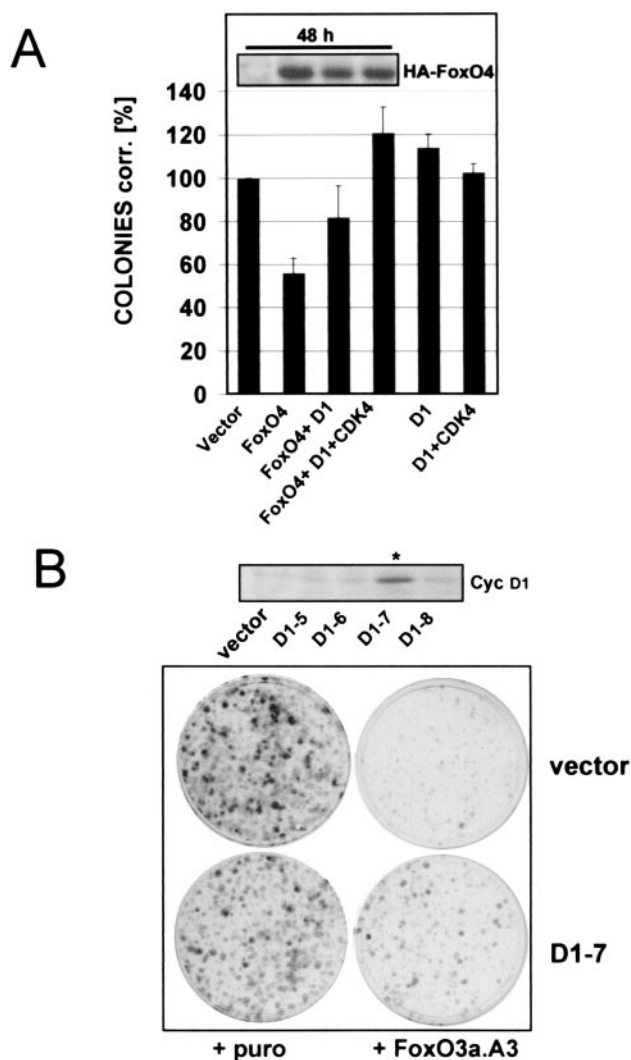 A
48 h
HA-FoxO4
COLONIES corr. [%]
140
120
100
80
60
40
20
0
Vector
FoxO4
FoxO4+ D1
FoxO4+ D1+CDK4
D1
D1+CDK4
B
*
Cyc D1
vector
D1-5
D1-6
D1-7
D1-8
vector
D1-7
+ puro
+ FoxO3a.A3